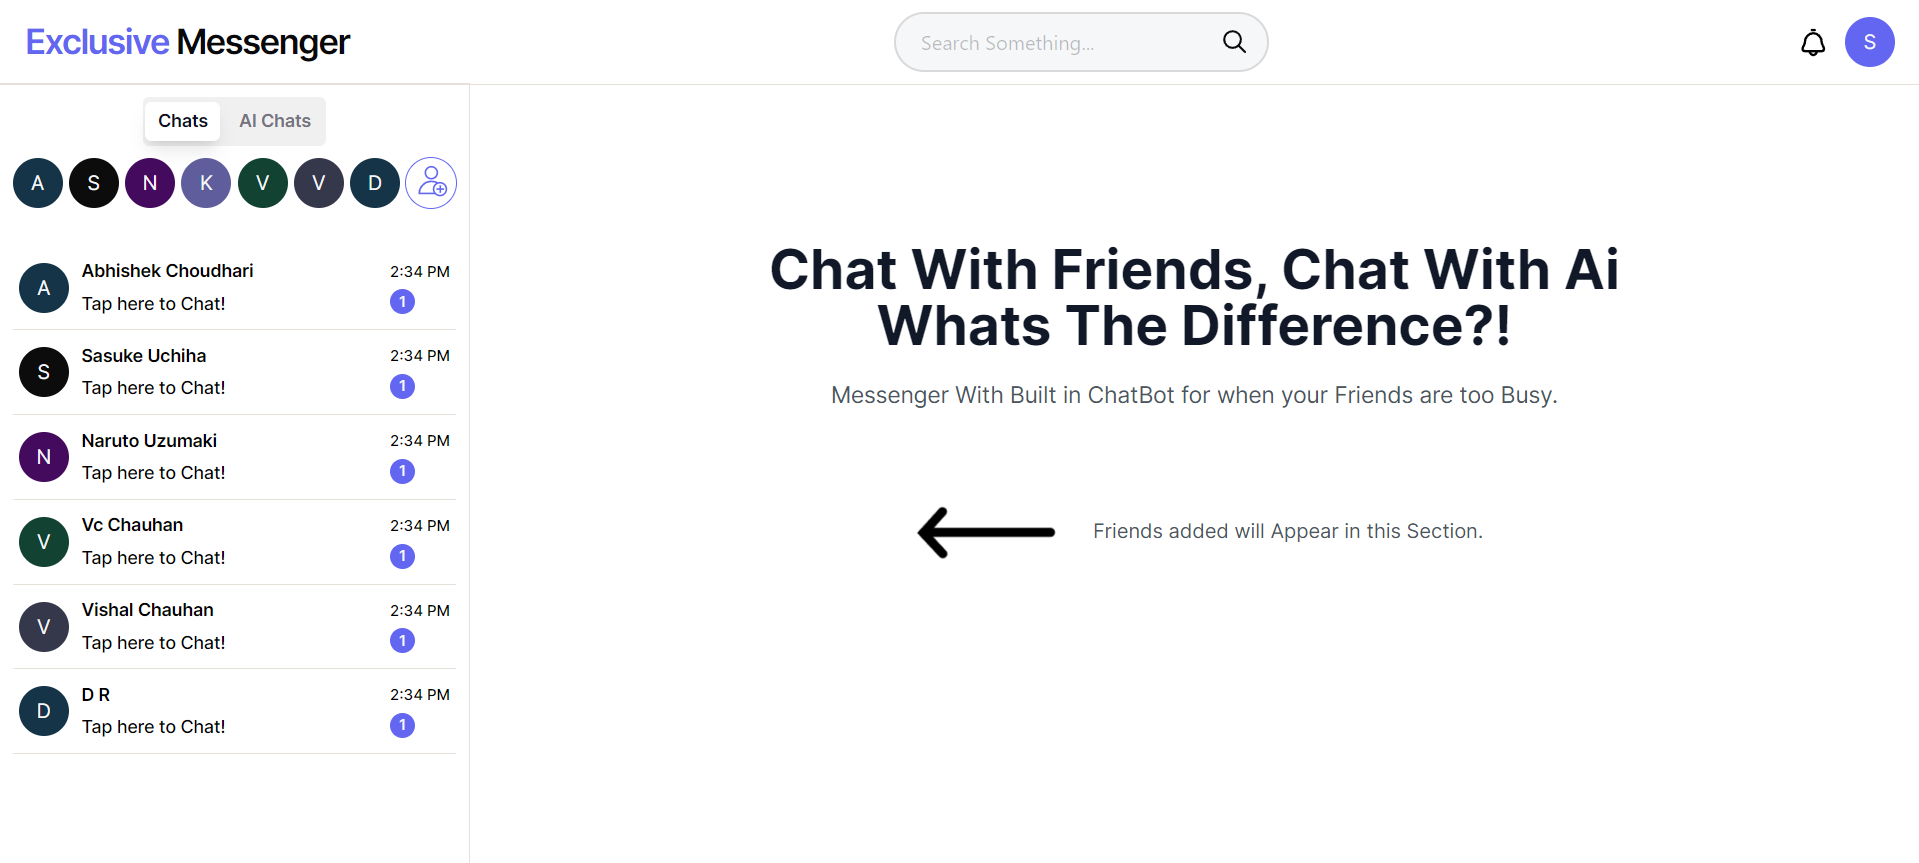 Exclusive Messenger
Search Something...
S
Chats
AI Chats
A S N K V V D
A
Abhishek Choudhari
2:34 PM
Tap here to Chat!
1
S
Sasuke Uchiha
2:34 PM
Tap here to Chat!
1
N
Naruto Uzumaki
2:34 PM
Tap here to Chat!
1
V
Vc Chauhan
2:34 PM
Tap here to Chat!
1
V
Vishal Chauhan
2:34 PM
Tap here to Chat!
1
D
D R
2:34 PM
Tap here to Chat!
1
Chat With Friends, Chat With Ai
Whats The Difference?!
Messenger With Built in ChatBot for when your Friends are too Busy.
Friends added will Appear in this Section.